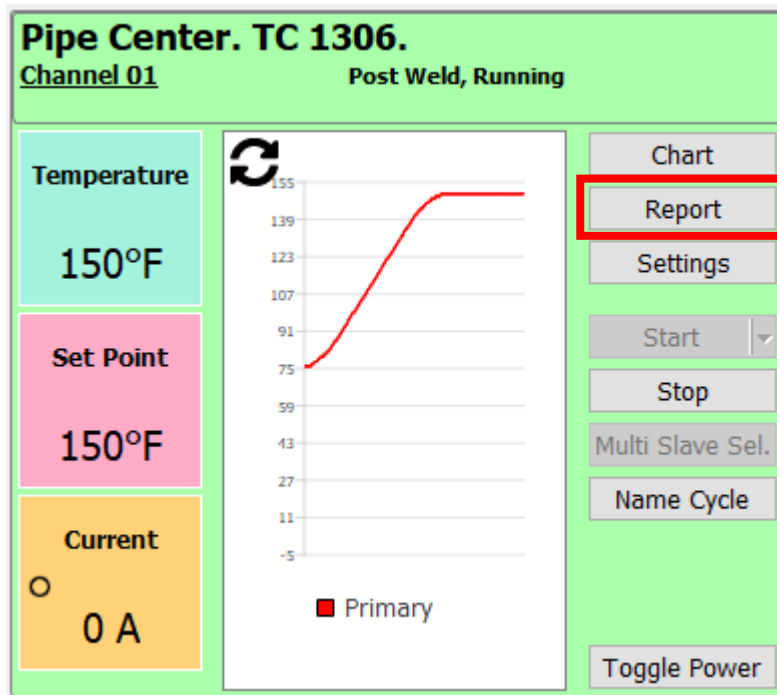 Pipe Center. TC 1306.
Channel 01 Post Weld, Running
Temperature
150°F
Set Point
150°F
Current
0 A
155
139
123
107
91
75
59
43
27
11
-5
Primary
Chart
Report
Settings
Start
Stop
Multi Slave Sel.
Name Cycle
Toggle Power